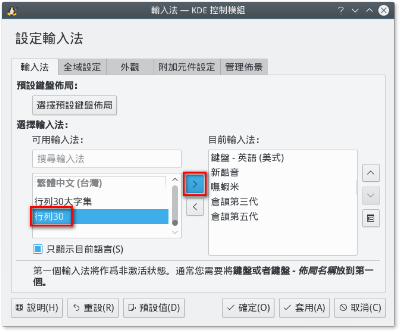 輸入法 — KDE 控制模組
設定輸入法
輸入法 全域設定 外觀 附加元件設定 管理佈景
預設鍵盤佈局:
選擇預設鍵盤佈局
選擇輸入法:
可用輸入法:
目前輸入法:
搜尋輸入法
繁體中文 (台灣)
行列30大字集
行列30
鍵盤 - 英語 (美式)
新酷音
嘸蝦米
倉頡第三代
倉頡第五代
只顯示目前語言(S)
第一個輸入法將作爲非激活狀態。通常您需要將鍵盤或者鍵盤 - 佈局名稱放到第一
個。
說明(H) 重設(R) 預設值(D) 確定(O) 套用(A) 取消(C)